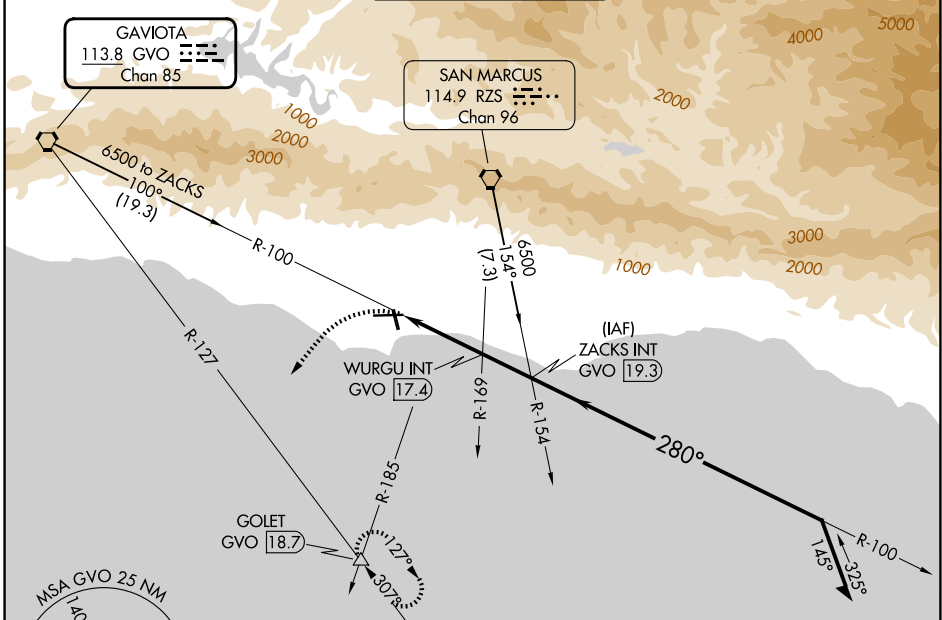 GAVIOTA
113.8 GVO
Chan 85
SAN MARCUS
114.9 RZS
Chan 96
5000
4000
2000
1000
2000
3000
6500 to ZACKS
100°
(19.3)
R-100
6500
154°
(7.3)
1000
3000
2000
R-127
(IAF)
ZACKS INT
GVO 19.3
WURGU INT
GVO 17.4
R-169
R-154
280°
R-185
GOLET
GVO 18.7
127°
307°
145°
325°
R-100
MSA GVO 25 NM